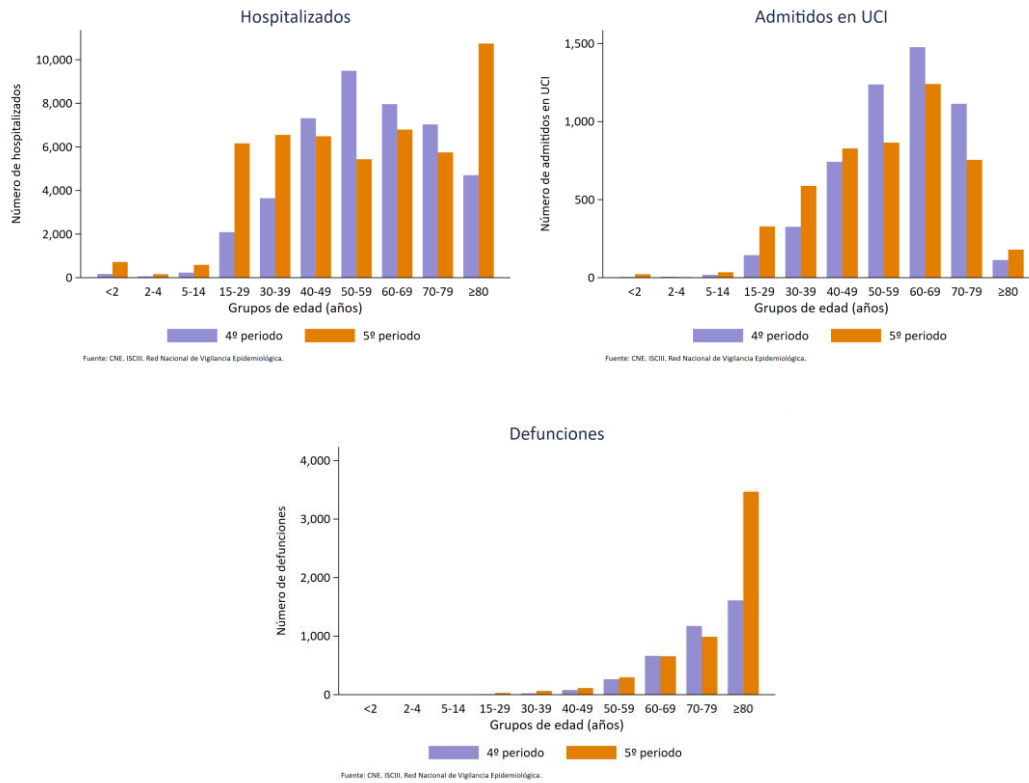 Hospitalizados
Número de hospitalizados
10,000
8,000
6,000
4,000
2,000
0
<2 2-4 5-14 15-29 30-39 40-49 50-59 60-69 70-79 ≥80
Grupos de edad (años)
4º periodo 5º periodo
Fuente: CNE. ISCIII. Red Nacional de Vigilancia Epidemiológica.
Admitidos en UCI
Número de admitidos en UCI
1,500
1,000
500
0
<2 2-4 5-14 15-29 30-39 40-49 50-59 60-69 70-79 ≥80
Grupos de edad (años)
4º periodo 5º periodo
Fuente: CNE. ISCIII. Red Nacional de Vigilancia Epidemiológica.
Defunciones
Número de defunciones
4,000
3,000
2,000
1,000
0
<2 2-4 5-14 15-29 30-39 40-49 50-59 60-69 70-79 ≥80
Grupos de edad (años)
4º periodo 5º periodo
Fuente: CNE. ISCIII. Red Nacional de Vigilancia Epidemiológica.